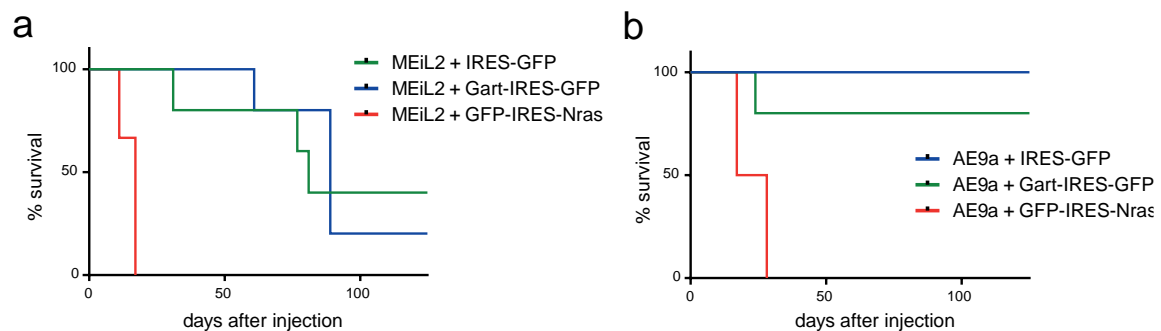 a
100
50
0
% survival
0
50
100
days after injection
MEiL2 + IRES-GFP
MEiL2 + Gart-IRES-GFP
MEiL2 + GFP-IRES-Nras
b
100
50
0
% survival
0
50
100
days after injection
AE9a + IRES-GFP
AE9a + Gart-IRES-GFP
AE9a + GFP-IRES-Nras